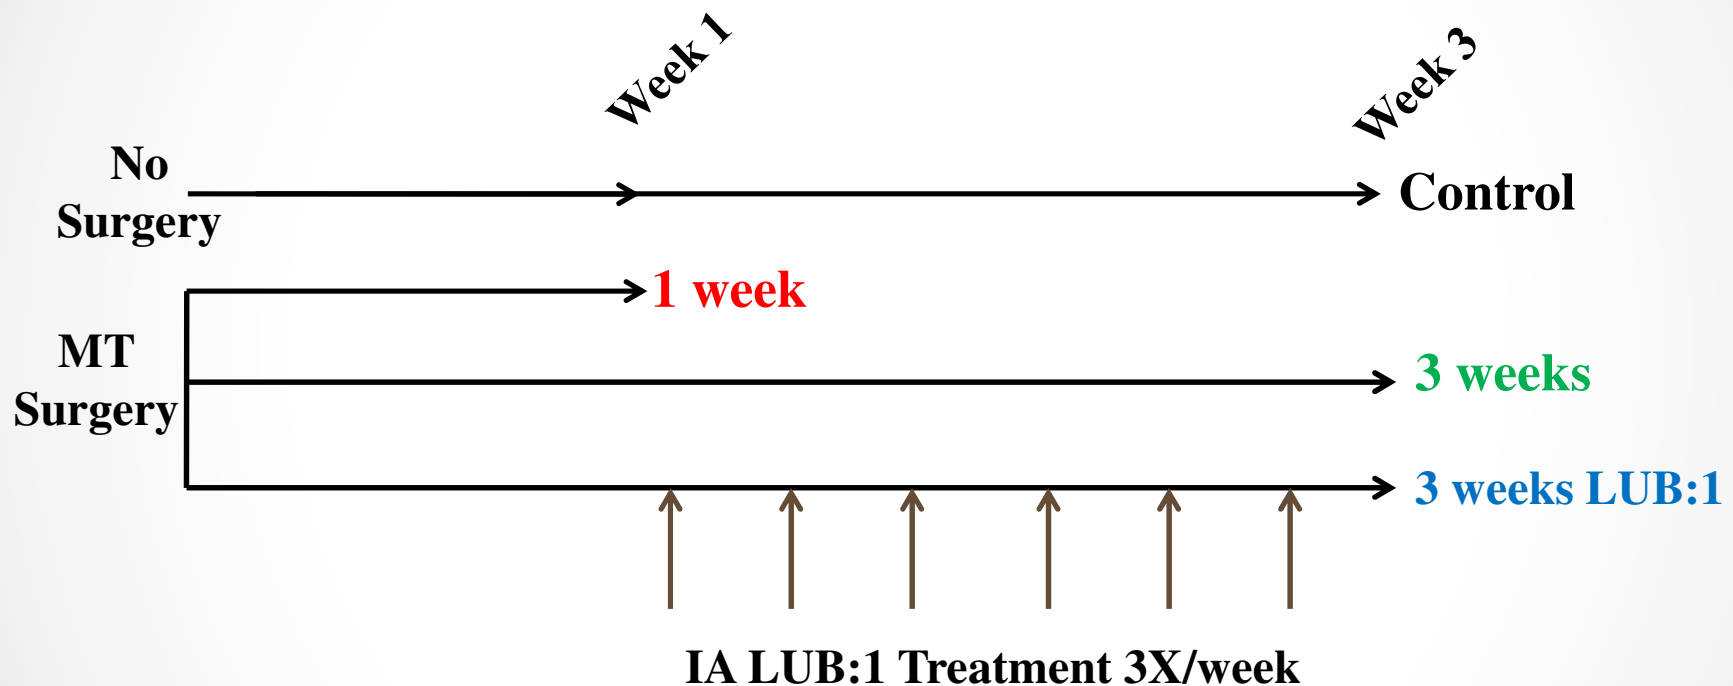 Week 1
Week 3
No
Surgery
Control
1 week
MT
Surgery
3 weeks
3 weeks LUB:1
IA LUB:1 Treatment 3X/week